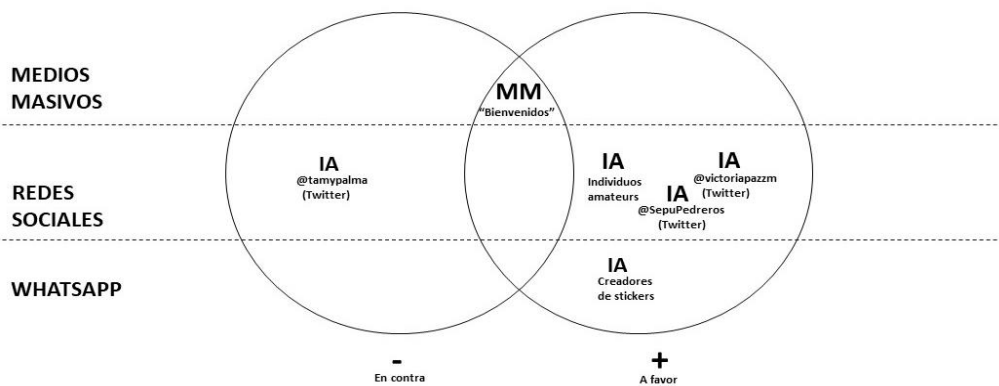 MEDIOS
MASIVOS
MM
“Bienvenidos”
REDES
SOCIALES
IA
@tamypalma
(Twitter)
IA
Individuos
amateurs
IA
@SepuPedreros
(Twitter)
IA
@victoriapazzm
(Twitter)
WHATSAPP
IA
Creadores
de stickers
-
En contra
+
A favor